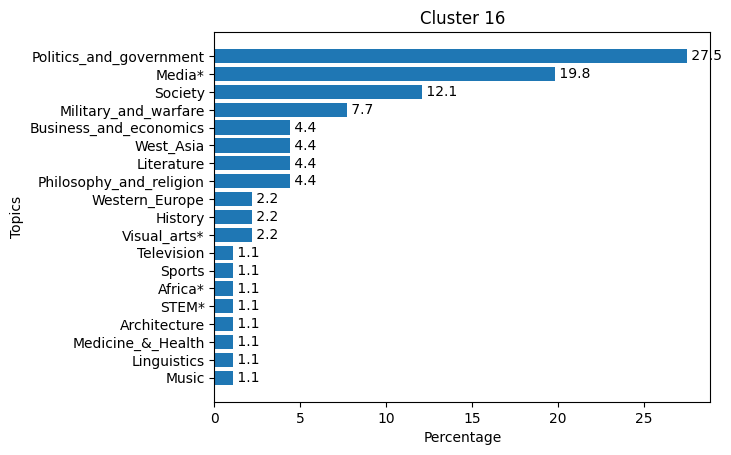 Cluster 16
Politics_and_government 27.5
Media* 19.8
Society 12.1
Military_and_warfare 7.7
Business_and_economics 4.4
West_Asia 4.4
Literature 4.4
Philosophy_and_religion 4.4
Western_Europe 2.2
History 2.2
Visual_arts* 2.2
Television 1.1
Sports 1.1
Africa* 1.1
STEM* 1.1
Architecture 1.1
Medicine_&_Health 1.1
Linguistics 1.1
Music 1.1
Topics
0 5 10 15 20 25
Percentage